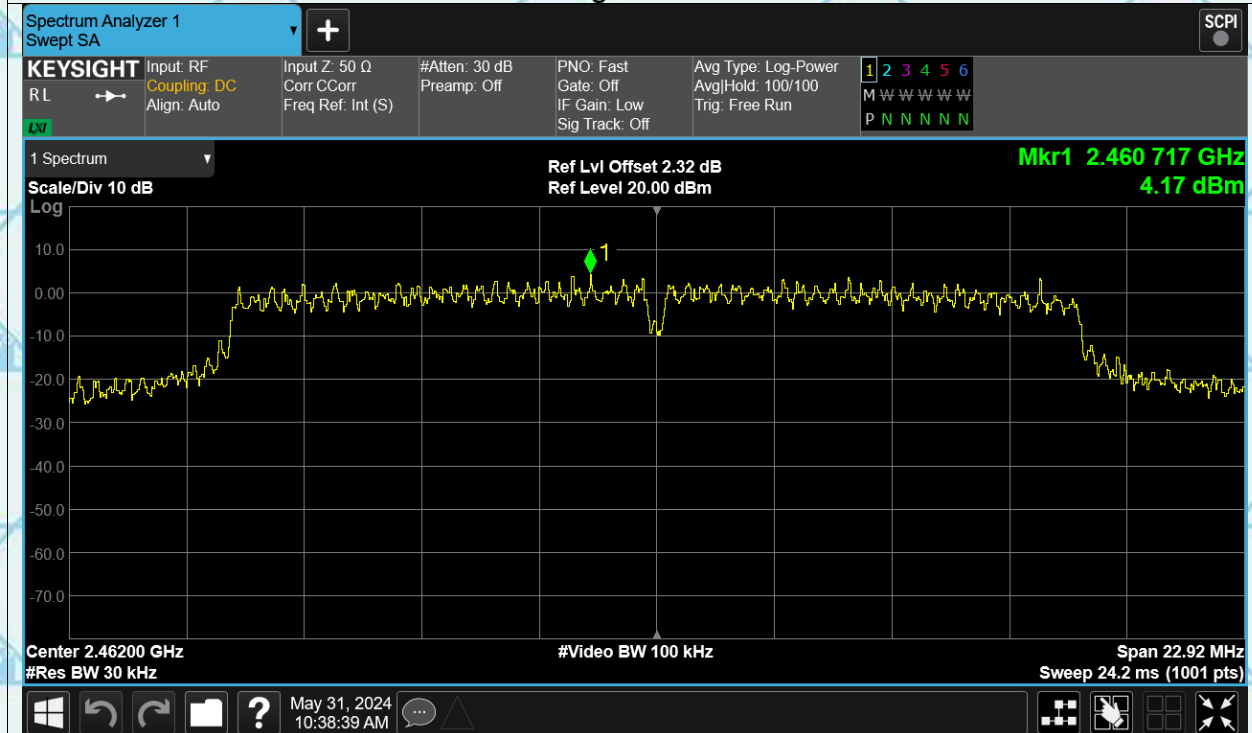 Spectrum Analyzer 1
Swept SA
+
SCPI
KEYSIGHT
RL
LXI
Input: RF
Coupling: DC
Align: Auto
Input Z: 50 Ω
Corr CCorr
Freq Ref: Int (S)
#Atten: 30 dB
Preamp: Off
PNO: Fast
Gate: Off
IF Gain: Low
Sig Track: Off
Avg Type: Log-Power
Avg|Hold: 100/100
Trig: Free Run
1 2 3 4 5 6
M W W W W W
P N N N N N
1 Spectrum
Scale/Div 10 dB
Log
Ref Lvl Offset 2.32 dB
Ref Level 20.00 dBm
Mkr1 2.460 717 GHz
4.17 dBm
1
10.0
0.00
-10.0
-20.0
-30.0
-40.0
-50.0
-60.0
-70.0
Center 2.46200 GHz
#Res BW 30 kHz
#Video BW 100 kHz
Span 22.92 MHz
Sweep 24.2 ms (1001 pts)
?
May 31, 2024
10:38:39 AM